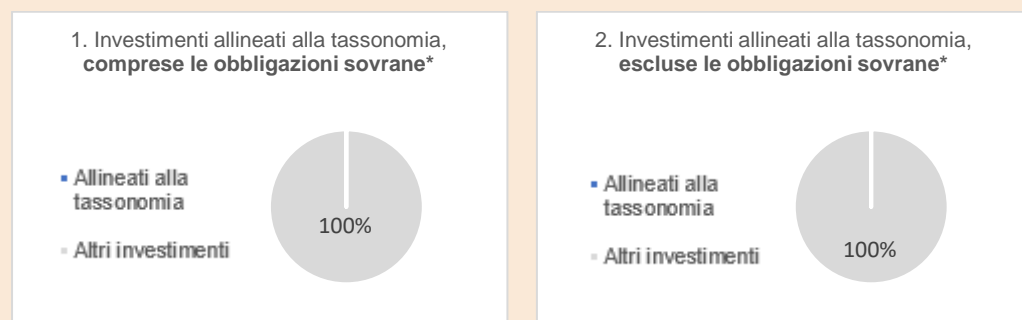 1. Investimenti allineati alla tassonomia,
comprese le obbligazioni sovrane*
Allineati alla
tassonomia
Altri investimenti
100%
2. Investimenti allineati alla tassonomia,
escluse le obbligazioni sovrane*
Allineati alla
tassonomia
Altri investimenti
100%